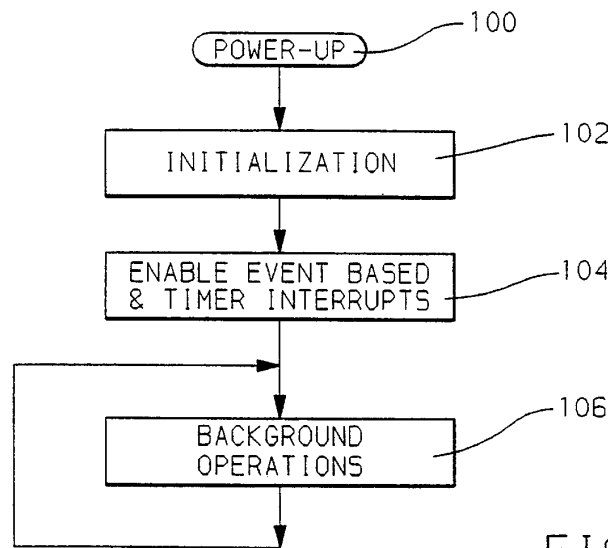 POWER-UP
100
INITIALIZATION
102
ENABLE EVENT BASED
& TIMER INTERRUPTS
104
BACKGROUND
OPERATIONS
106